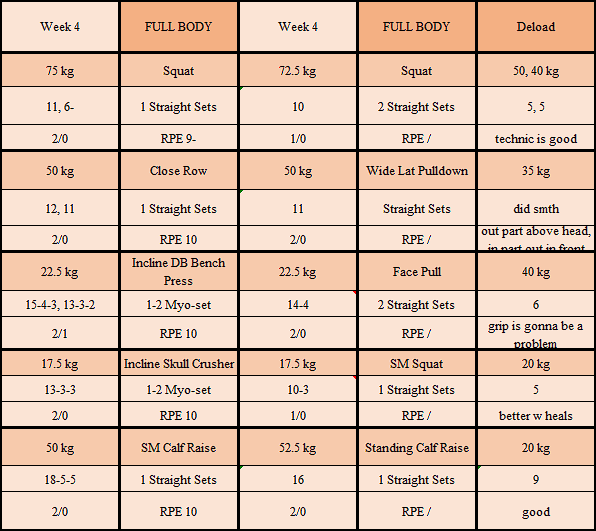 Week 4 FULL BODY Week 4 FULL BODY Deload
75 kg Squat 72.5 kg Squat 50, 40 kg
11, 6- 1 Straight Sets 10 2 Straight Sets 5, 5
2/0 RPE 9- 1/0 RPE / technic is good
50 kg Close Row 50 kg Wide Lat Pulldown 35 kg
12, 11 1 Straight Sets 11 Straight Sets did smth
2/0 RPE 10 2/0 RPE / out part above head,
in part out in front
22.5 kg Incline DB Bench 22.5 kg Face Pull 40 kg
Press
15-4-3, 13-3-2 1-2 Myo-set 14-4 2 Straight Sets 6
2/1 RPE 10 2/0 RPE / grip is gonna be a
problem
17.5 kg Incline Skull Crusher 17.5 kg SM Squat 20 kg
13-3-3 1-2 Myo-set 10-3 1 Straight Sets 5
2/0 RPE 10 1/0 RPE / better w heals
50 kg SM Calf Raise 52.5 kg Standing Calf Raise 20 kg
18-5-5 1 Straight Sets 16 1 Straight Sets 9
2/0 RPE 10 2/0 RPE / good